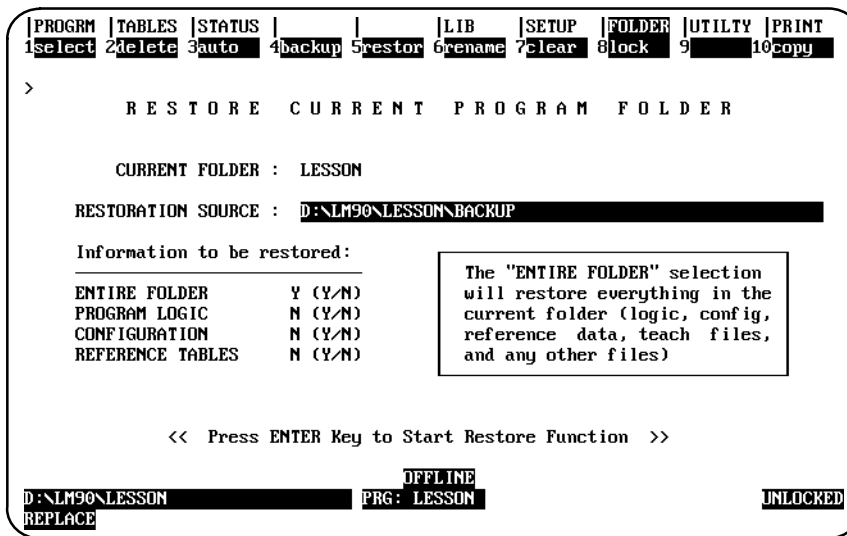 |PROGRM |TABLES |STATUS | | |LIB |SETUP |FOLDER |UTILTY |PRINT
1select 2delete 3auto 4backup 5restor 6rename 7clear 8lock 9 10copy
>
R E S T O R E C U R R E N T P R O G R A M F O L D E R
CURRENT FOLDER : LESSON
RESTORATION SOURCE : D:\LM90\LESSON\BACKUP
Information to be restored:
ENTIRE FOLDER Y (Y/N)
PROGRAM LOGIC N (Y/N)
CONFIGURATION N (Y/N)
REFERENCE TABLES N (Y/N)
The "ENTIRE FOLDER" selection
will restore everything in the
current folder (logic, config,
reference data, teach files,
and any other files)
<< Press ENTER Key to Start Restore Function >>
OFFLINE
D:\LM90\LESSON PRG: LESSON UNLOCKED
REPLACE